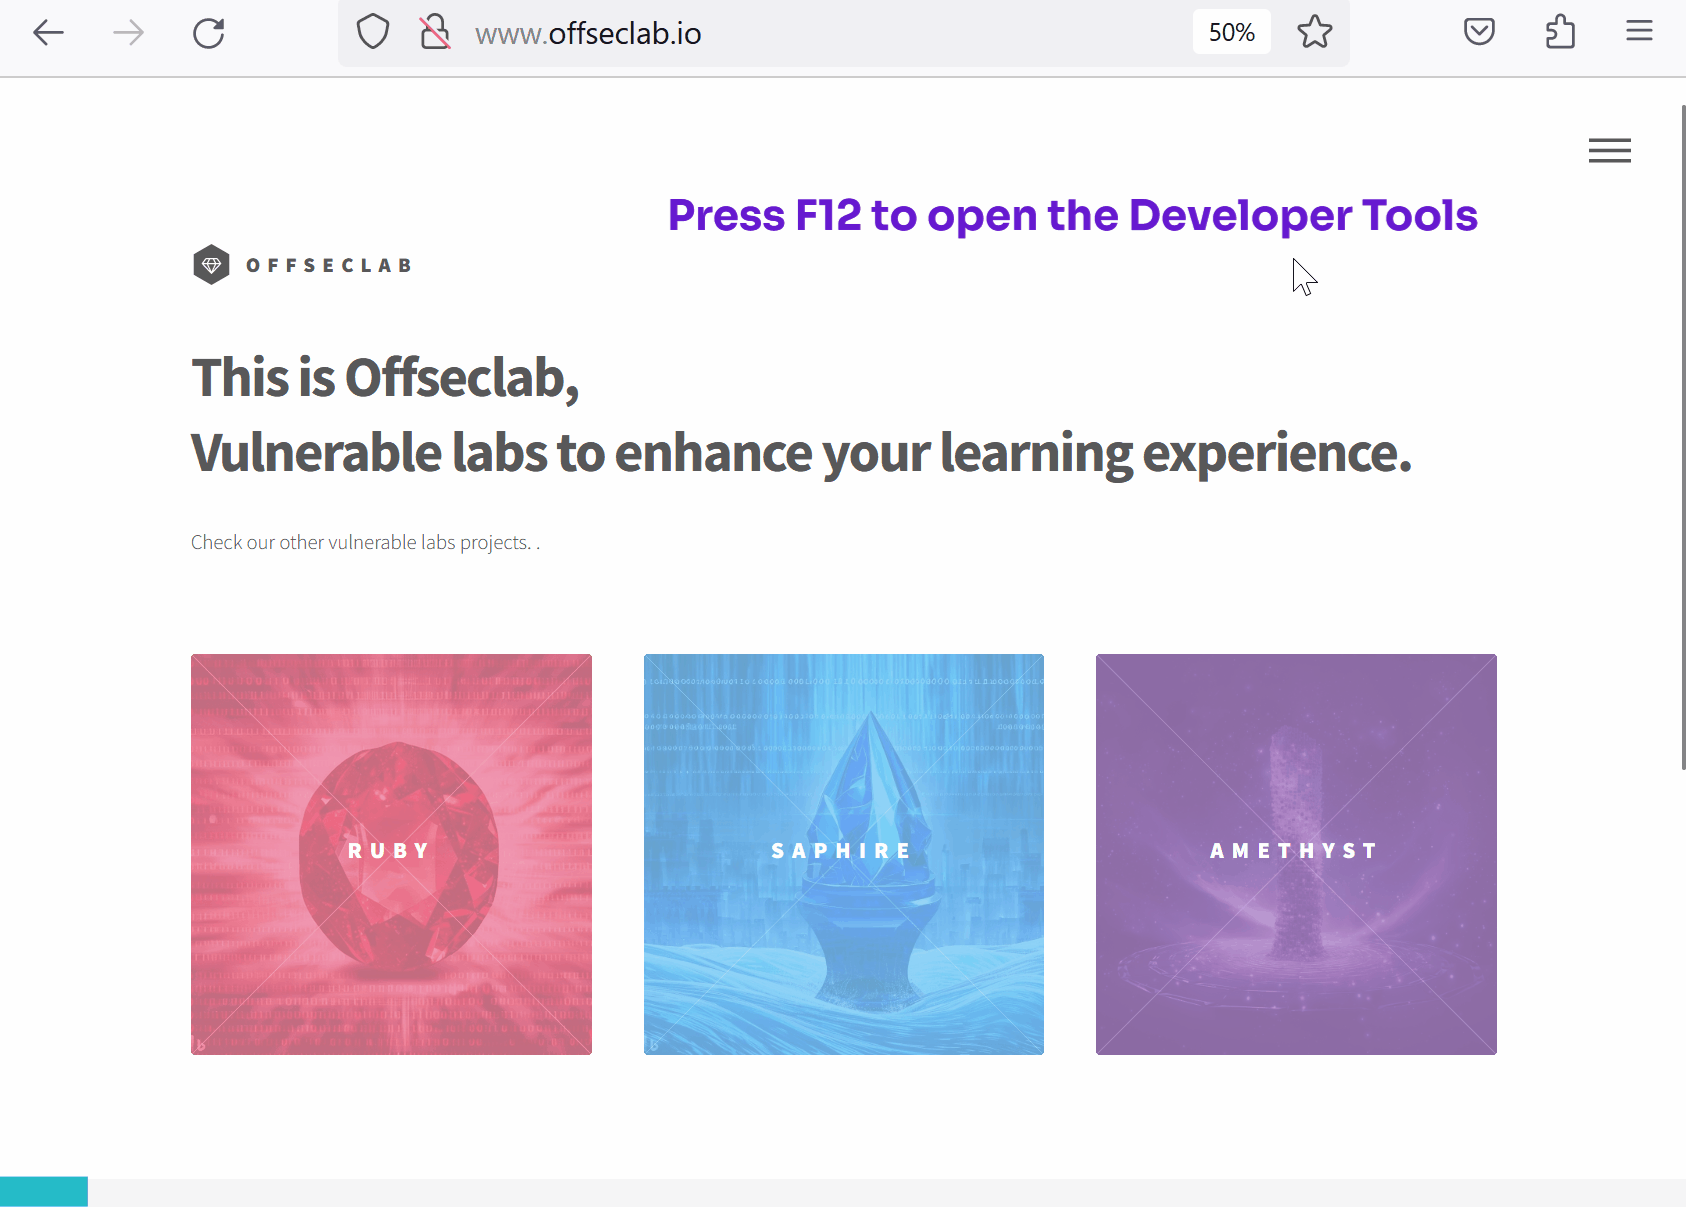 www.offseclab.io
50%
Press F12 to open the Developer Tools
OFFSECLAB
This is Offseclab,
Vulnerable labs to enhance your learning experience.
Check our other vulnerable labs projects. .
RUBY
SAPHIRE
AMETHYST